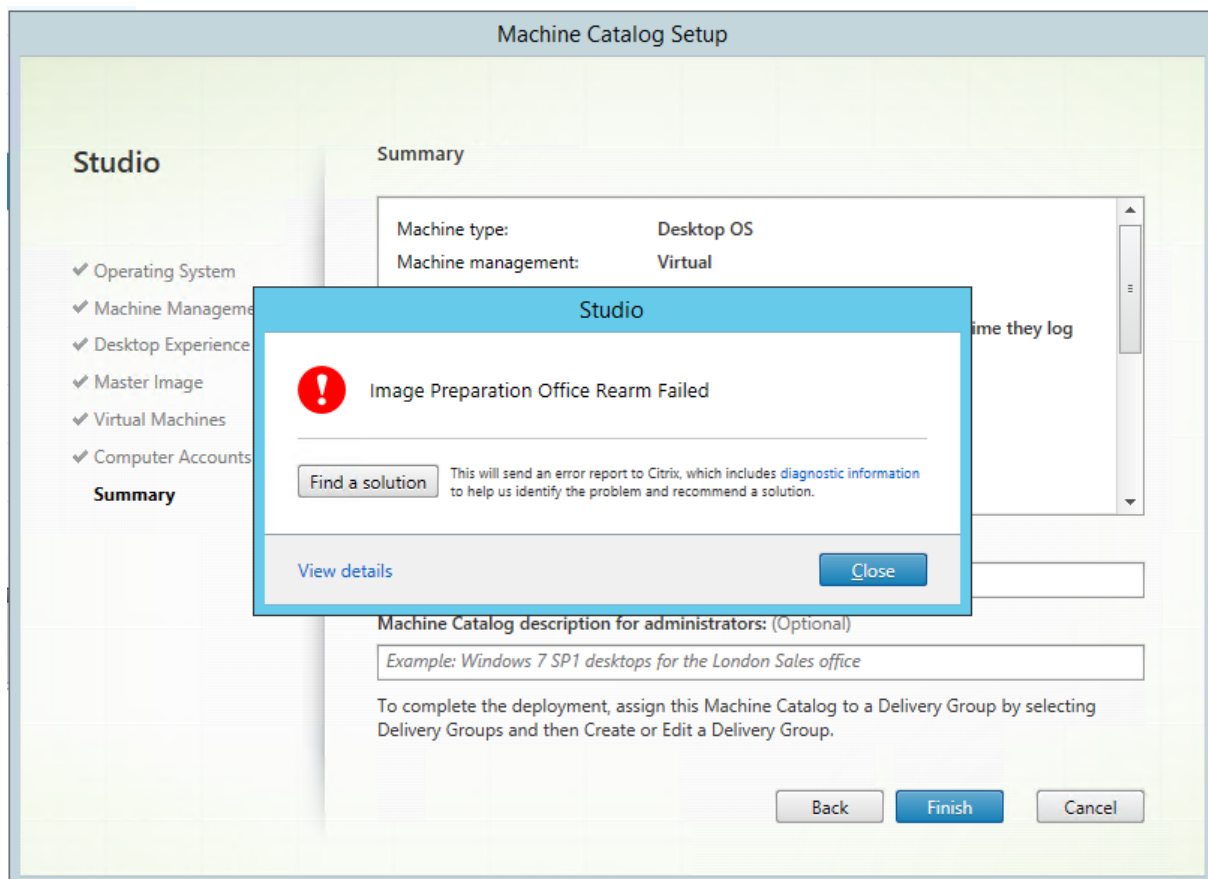 Machine Catalog Setup
Studio
Operating System
Machine Manageme
Desktop Experience
Master Image
Virtual Machines
Computer Accounts
Summary
Summary
Machine type: Desktop OS
Machine management: Virtual
ime they log
Studio
Image Preparation Office Rearm Failed
Find a solution
This will send an error report to Citrix, which includes diagnostic information
to help us identify the problem and recommend a solution.
View details
Close
Machine Catalog description for administrators: (Optional)
Example: Windows 7 SP1 desktops for the London Sales office
To complete the deployment, assign this Machine Catalog to a Delivery Group by selecting
Delivery Groups and then Create or Edit a Delivery Group.
Back
Finish
Cancel